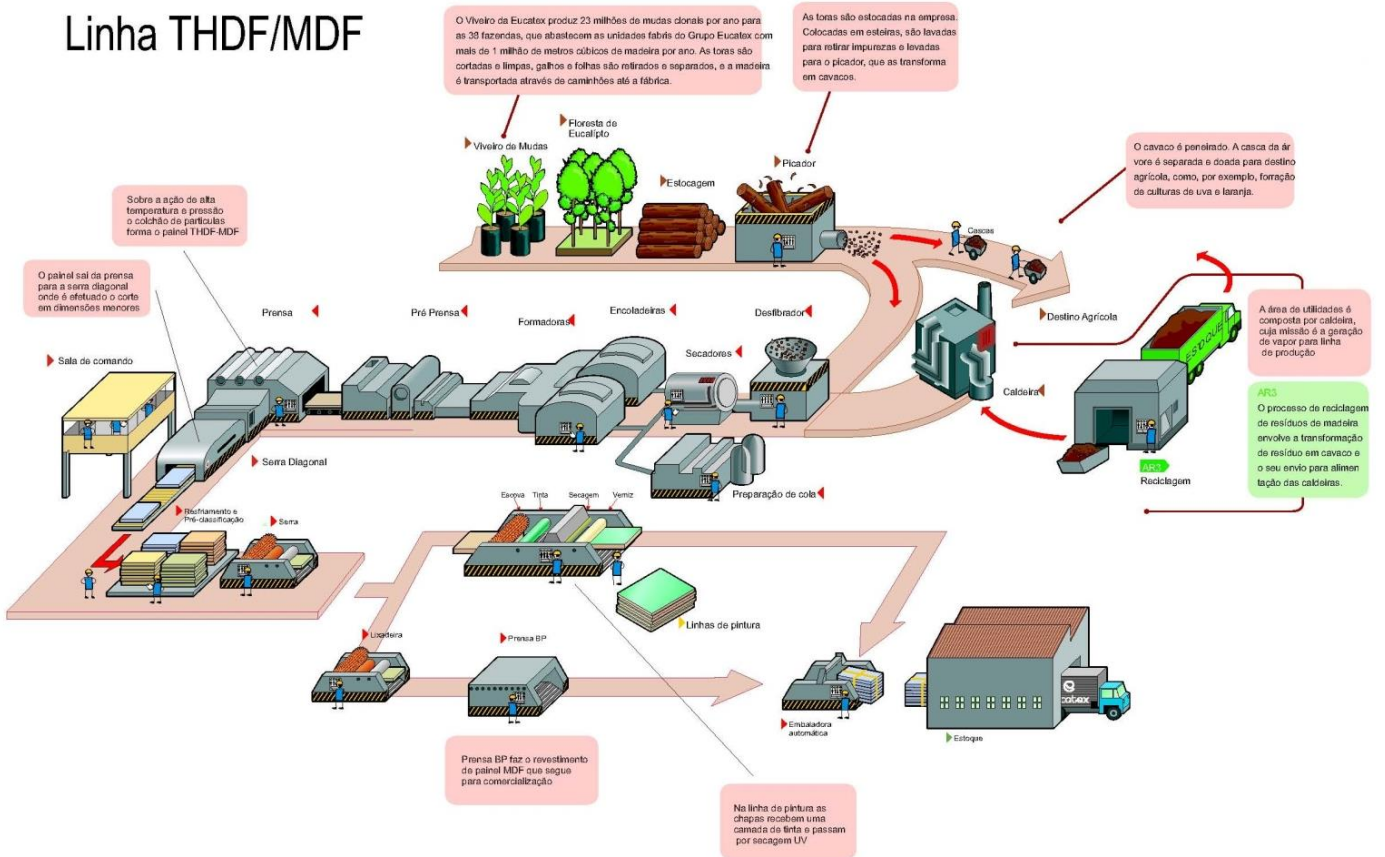 Linha THDF/MDF
O Viveiro da Eucatex produz 23 milhões de mudas clonais por ano para
as 38 fazendas, que abastecem as unidades fabris do Grupo Eucatex com
mais de 1 milhão de metros cúbicos de madeira por ano. As toras são
cortadas e limpas, galhos e folhas são retirados e separados, e a madeira
é transportada através de caminhões até a fábrica.
As toras são estocadas na empresa.
Colocadas em esteiras, são lavadas
para retirar impurezas e levadas
para o picador, que as transforma
em cavacos.
Viveiro de Mudas
Floresta de
Eucalípto
Estocagem
Picador
O cavaco é peneirado. A casca da ár
vore é separada e doada para destino
agrícola, como, por exemplo, forração
de culturas de uva e laranja.
Cascas
Destino Agrícola
Sobre a ação de alta
temperatura e pressão
o colchão de partículas
forma o painel THDF-MDF
O painel sai da prensa
para a serra diagonal
onde é efetuado o corte
em dimensões menores
Sala de comando
Prensa
Pré Prensa
Formadoras
Encoladeiras
Secadores
Desfibrador
Caldeira
ESTOQUE
A área de utilidades é
composta por caldeira,
cuja missão é a geração
de vapor para linha
de produção
AR3
O processo de reciclagem
de resíduos de madeira
envolve a transformação
de resíduo em cavaco e
o seu envio para alimen
tação das caldeiras.
AR3
Reciclagem
Serra Diagonal
Preparação de cola
Resfriamento e
Pré-classificação
Serra
Escova
Tinta
Secagem
Verniz
Linhas de pintura
Lixadeira
Prensa BP
Embaladora
automática
Estoque
catex
Prensa BP faz o revestimento
de painel MDF que segue
para comercialização
Na linha de pintura as
chapas recebem uma
camada de tinta e passam
por secagem UV